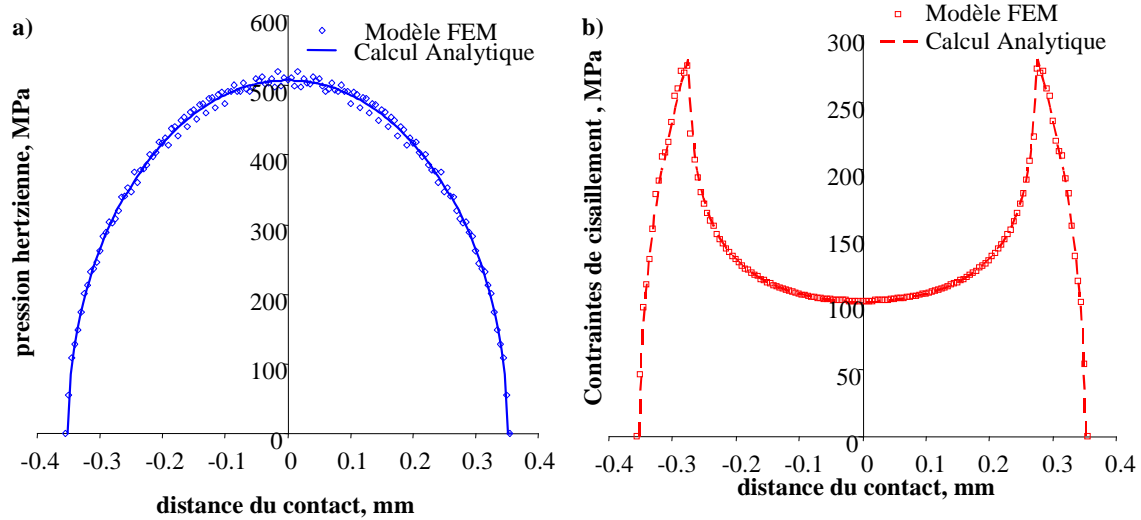 a)
Modèle FEM
Calcul Analytique
600
500
400
300
200
100
0
pression hertzienne, MPa
-0.4 -0.3 -0.2 -0.1 0 0.1 0.2 0.3 0.4
distance du contact, mm
b)
Modèle FEM
Calcul Analytique
300
250
200
150
100
50
0
Contraintes de cisaillement , MPa
-0.4 -0.3 -0.2 -0.1 0 0.1 0.2 0.3 0.4
distance du contact, mm